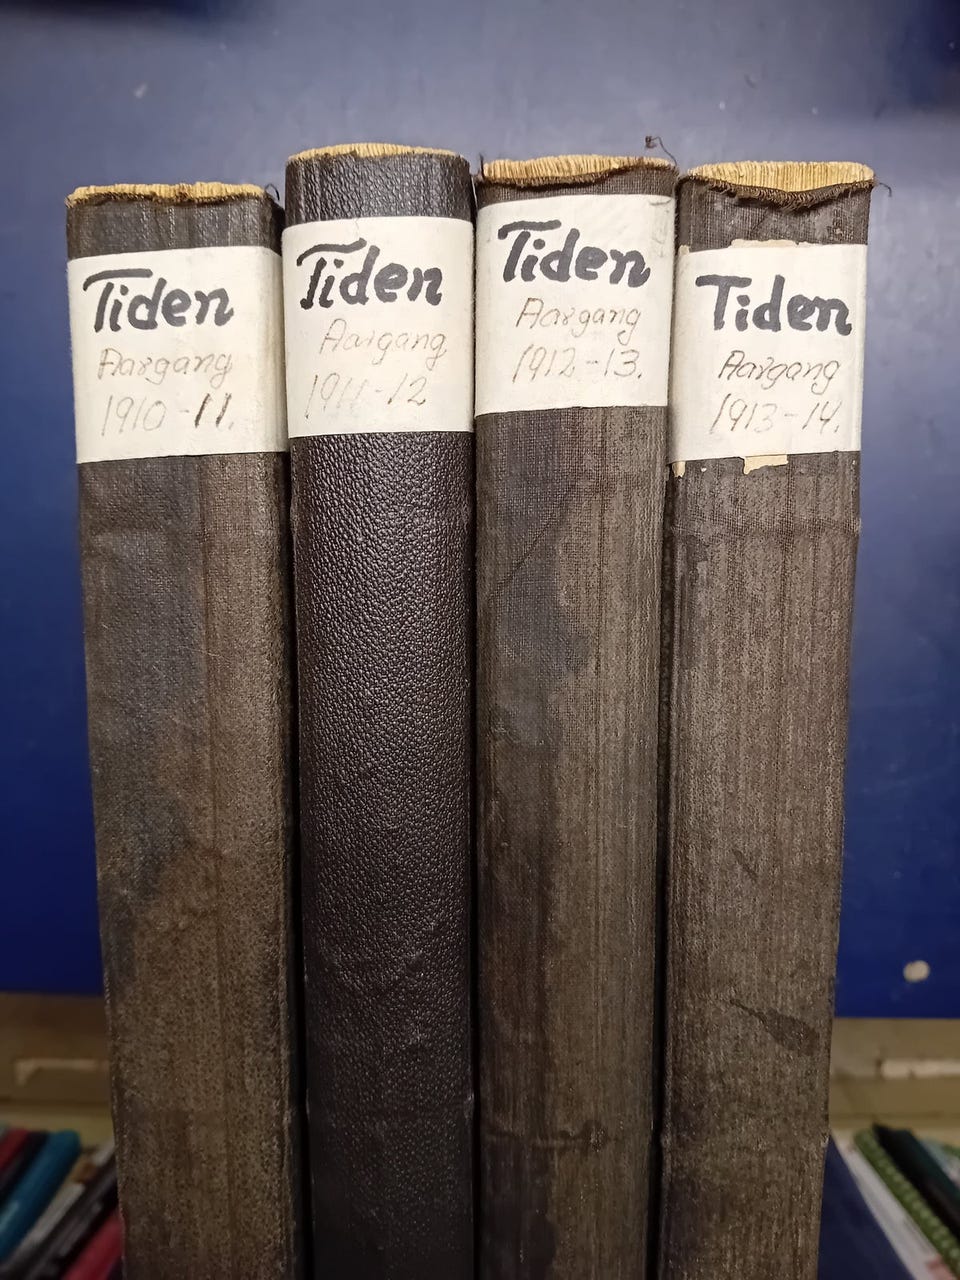 Tiden
Aargang
1910-11.
Tiden
Aargang
1911-12
Tiden
Aargang
1912-13.
Tiden
Aargang
1913-14.